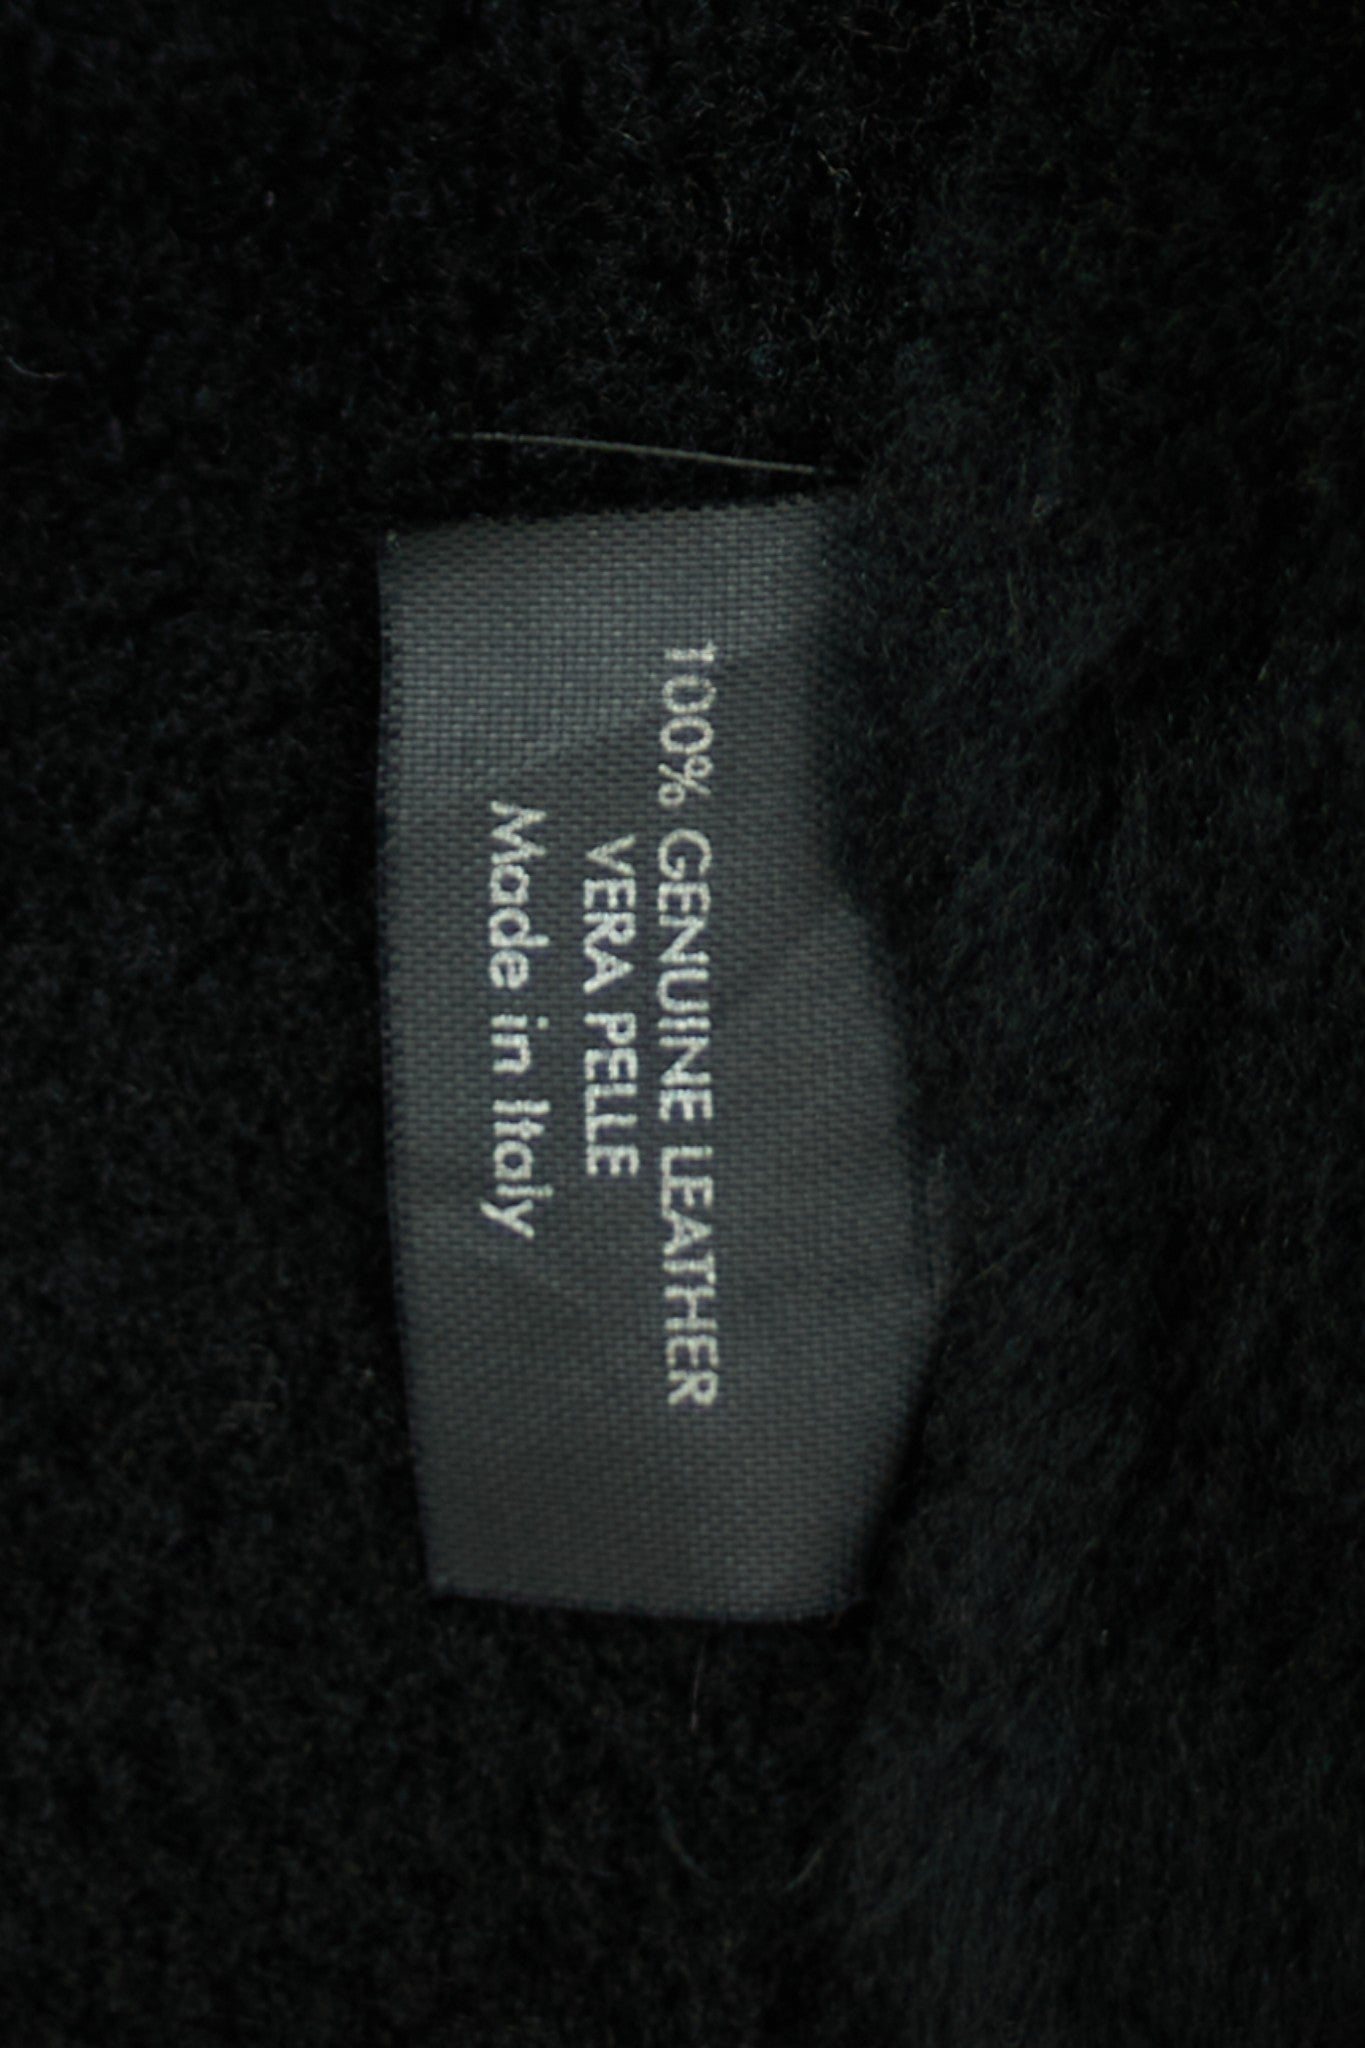 100% GENUINE LEATHER
VERA PELLE
Made in Italy